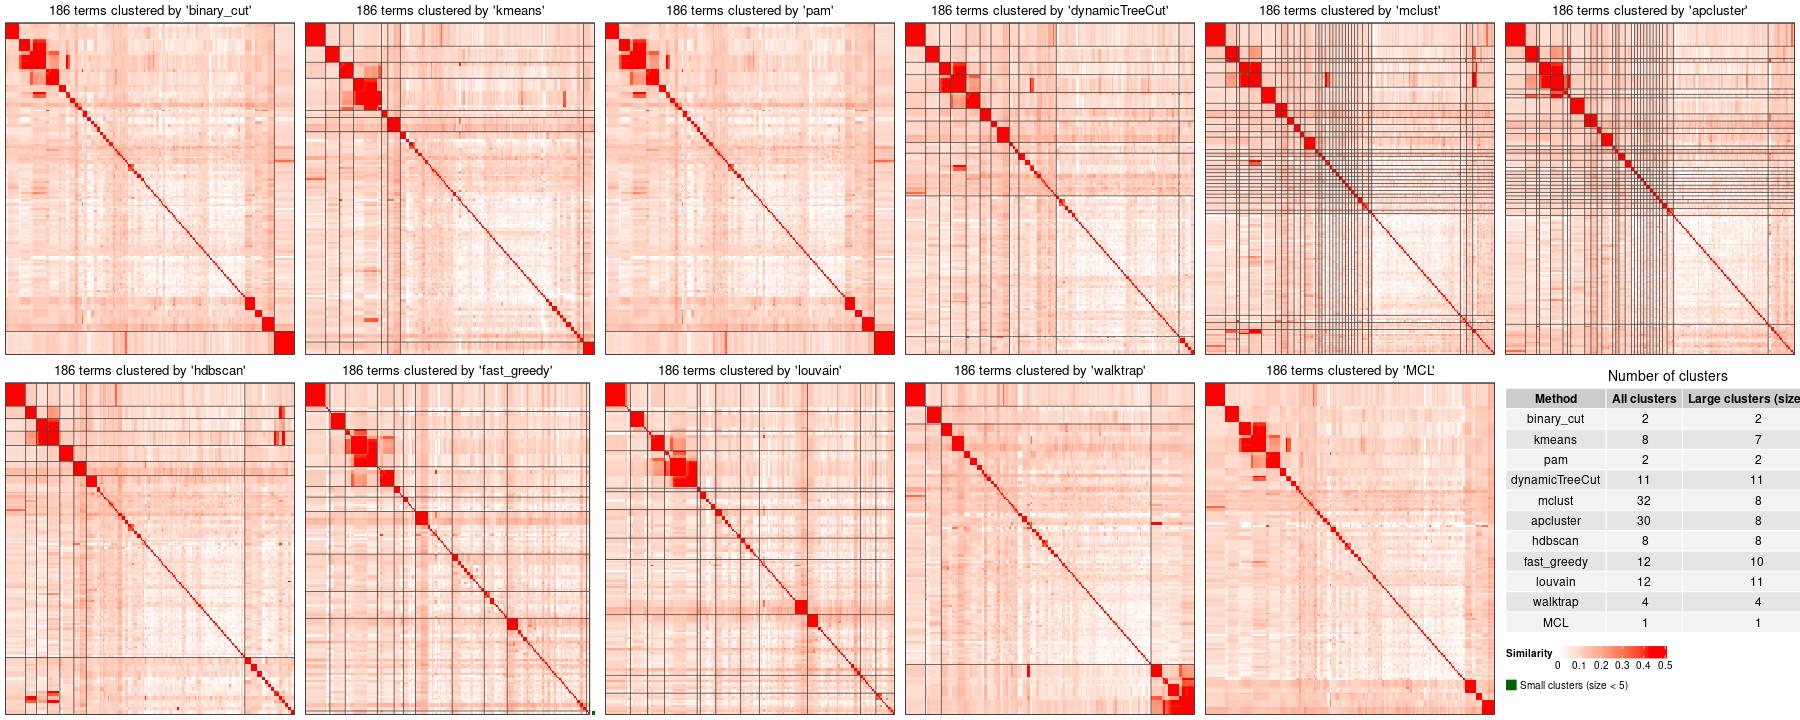 186 terms clustered by 'binary_cut'
186 terms clustered by 'kmeans'
186 terms clustered by 'pam'
186 terms clustered by 'dynamicTreeCut'
186 terms clustered by 'mclust'
186 terms clustered by 'apcluster'
186 terms clustered by 'hdbscan'
186 terms clustered by 'fast_greedy'
186 terms clustered by 'louvain'
186 terms clustered by 'walktrap'
186 terms clustered by 'MCL'
Number of clusters
Method All clusters Large clusters (size
binary_cut 2 2
kmeans 8 7
pam 2 2
dynamicTreeCut 11 11
mclust 32 8
apcluster 30 8
hdbscan 8 8
fast_greedy 12 10
louvain 12 11
walktrap 4 4
MCL 1 1
Similarity
0 0.1 0.2 0.3 0.4 0.5
Small clusters (size < 5)